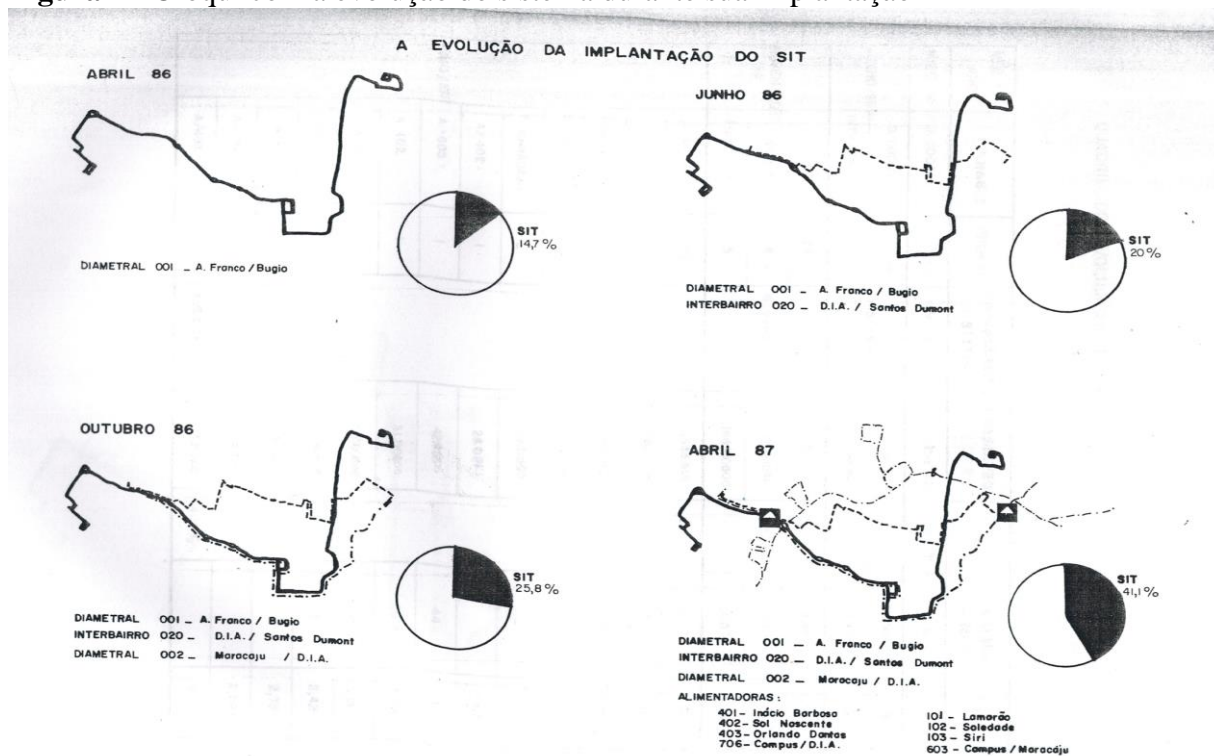 A EVOLUÇÃO DA IMPLANTAÇÃO DO SIT
ABRIL 86
SIT
14,7%
DIAMETRAL 001 _ A. Franco / Bugio
JUNHO 86
SIT
20%
DIAMETRAL 001 _ A. Franco / Bugio
INTERBAIRRO 020 _ D.I.A. / Santos Dumont
OUTUBRO 86
SIT
25,8%
DIAMETRAL 001 _ A. Franco / Bugio
INTERBAIRRO 020 _ D.I.A. / Santos Dumont
DIAMETRAL 002 _ Maracaju / D.I.A.
ABRIL 87
SIT
41,1%
DIAMETRAL 001 _ A. Franco / Bugio
INTERBAIRRO 020 _ D.I.A. / Santos Dumont
DIAMETRAL 002 _ Maracaju / D.I.A.
ALIMENTADORAS :
401 - Inácio Barbosa
402 - Sol Nascente
403 - Orlando Dantas
706 - Campus / D.I.A.
101 - Lamarão
102 - Soledade
103 - Siri
603 - Campus / Maracaju